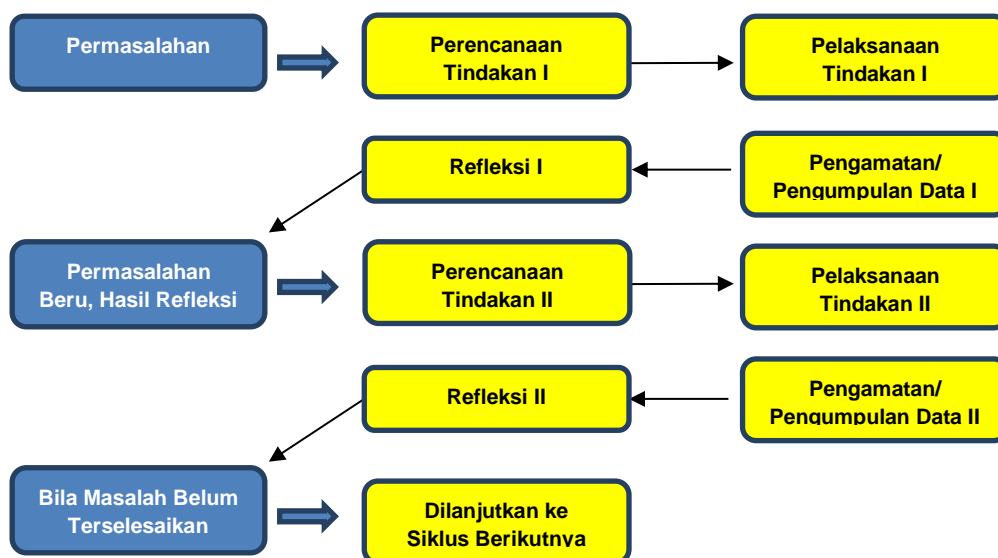 Permasalahan
Perencanaan
Tindakan I
Pelaksanaan
Tindakan I
Refleksi I
Pengamatan/
Pengumpulan Data I
Permasalahan
Beru, Hasil Refleksi
Perencanaan
Tindakan II
Pelaksanaan
Tindakan II
Refleksi II
Pengamatan/
Pengumpulan Data II
Bila Masalah Belum
Terselesaikan
Dilanjutkan ke
Siklus Berikutnya